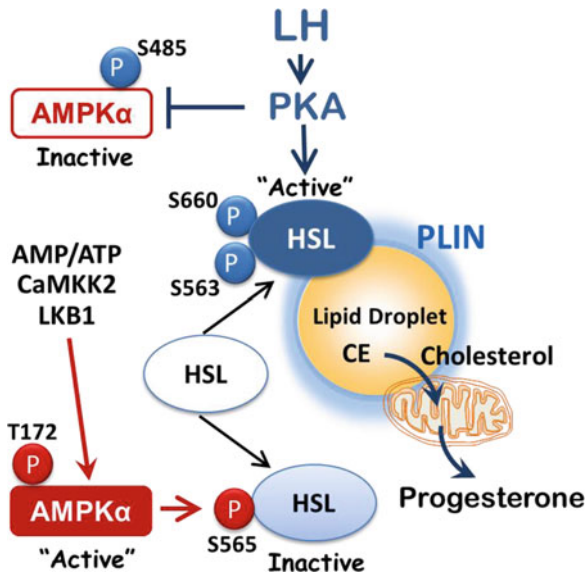 LH
S485
P
AMPKα
PKA
Inactive
"Active"
S660
P
HSL
PLIN
P
S563
AMP/ATP
CaMKK2
LKB1
Lipid Droplet
CE
Cholesterol
HSL
T172
P
AMPKα
P
HSL
S565
Progesterone
"Active"
Inactive